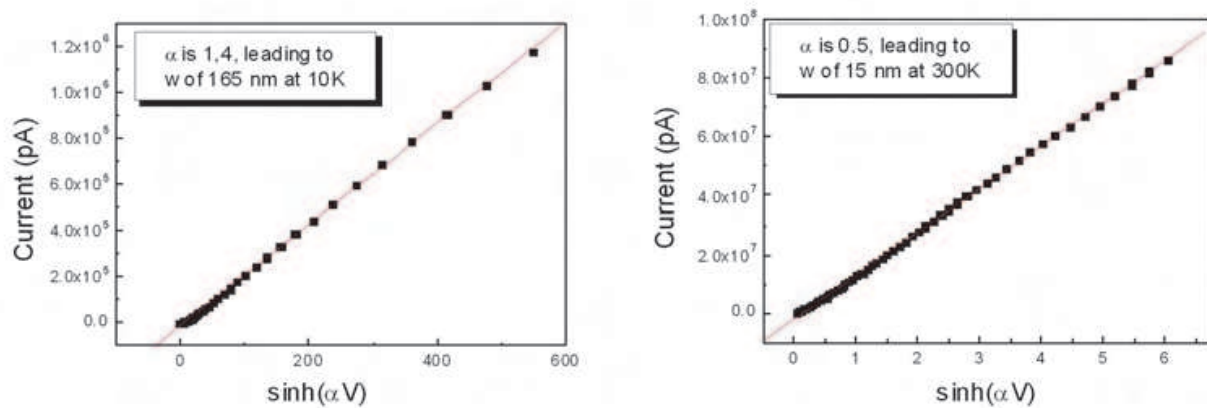 α is 1,4, leading to
w of 165 nm at 10K
Current (pA)
1.2x10⁶
1.0x10⁶
8.0x10⁵
6.0x10⁵
4.0x10⁵
2.0x10⁵
0.0
0 200 400 600
sinh(αV)
α is 0.5, leading to
w of 15 nm at 300K
Current (pA)
1.0x10⁸
8.0x10⁷
6.0x10⁷
4.0x10⁷
2.0x10⁷
0.0
0 1 2 3 4 5 6
sinh(αV)